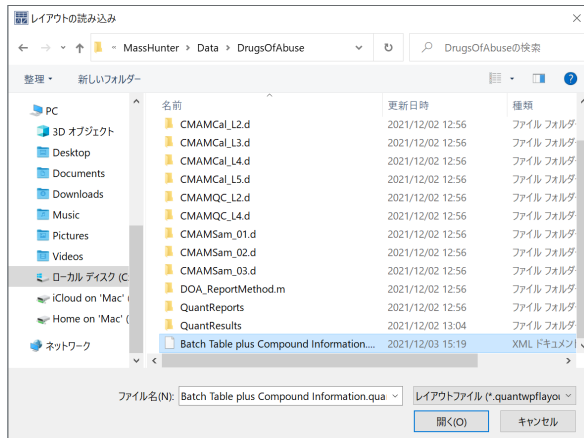 レイアウトの読み込み
« MassHunter > Data > DrugsOfAbuse
DrugsOfAbuseの検索
整理 新しいフォルダー
名前 更新日時 種類
PC
3D オブジェクト
Desktop
Documents
Downloads
Music
Pictures
Videos
ローカル ディスク (C
iCloud on 'Mac' (
Home on 'Mac' (
ネットワーク
CMAMCal_L2.d 2021/12/02 12:56 ファイル フォルダ
CMAMCal_L3.d 2021/12/02 12:56 ファイル フォルダ
CMAMCal_L4.d 2021/12/02 12:56 ファイル フォルダ
CMAMCal_L5.d 2021/12/02 12:56 ファイル フォルダ
CMAMQC_L2.d 2021/12/02 12:56 ファイル フォルダ
CMAMQC_L4.d 2021/12/02 12:56 ファイル フォルダ
CMAMSam_01.d 2021/12/02 12:56 ファイル フォルダ
CMAMSam_02.d 2021/12/02 12:56 ファイル フォルダ
CMAMSam_03.d 2021/12/02 12:56 ファイル フォルダ
DOA_ReportMethod.m 2021/12/02 12:56 ファイル フォルダ
QuantReports 2021/12/02 12:56 ファイル フォルダ
QuantResults 2021/12/02 13:04 ファイル フォルダ
Batch Table plus Compound Information.... 2021/12/03 15:19 XML ドキュメント
ファイル名(N): Batch Table plus Compound Information.qua レイアウトファイル (*.quantwpflayou
開く(O) キャンセル